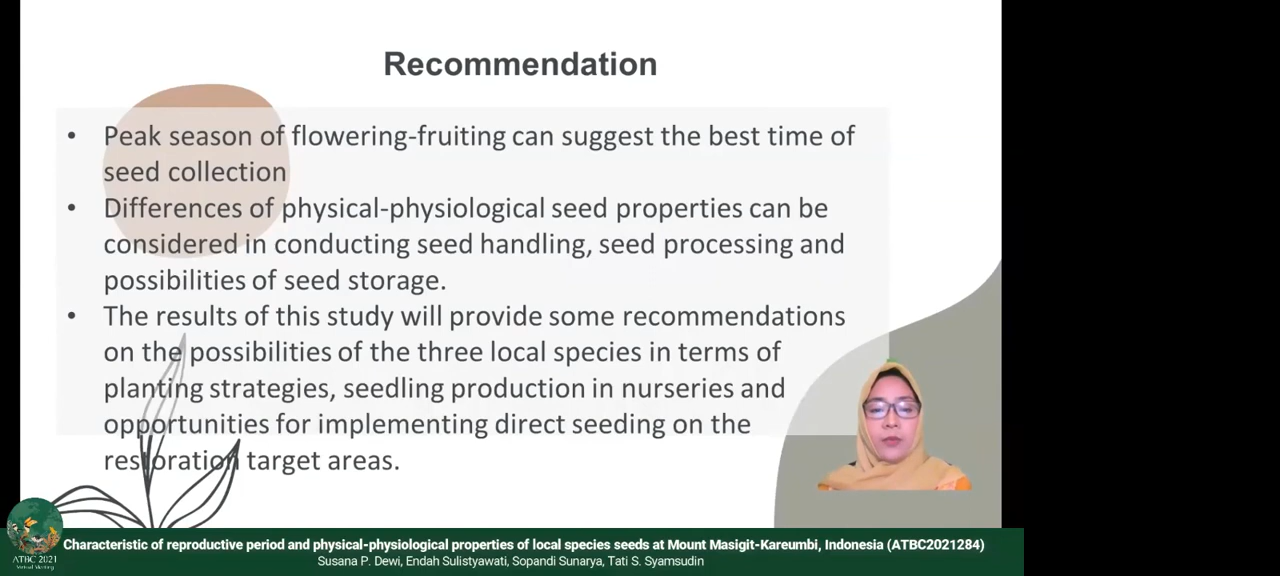 Recommendation
• Peak season of flowering-fruiting can suggest the best time of
seed collection
• Differences of physical-physiological seed properties can be
considered in conducting seed handling, seed processing and
possibilities of seed storage.
• The results of this study will provide some recommendations
on the possibilities of the three local species in terms of
planting strategies, seedling production in nurseries and
opportunities for implementing direct seeding on the
restoration target areas.
ATBC 2021
Virtual Meeting
Characteristic of reproductive period and physical-physiological properties of local species seeds at Mount Masigit-Kareumbi, Indonesia (ATBC2021284)
Susana P. Dewi, Endah Sulistyawati, Sopandi Sunarya, Tati S. Syamsudin